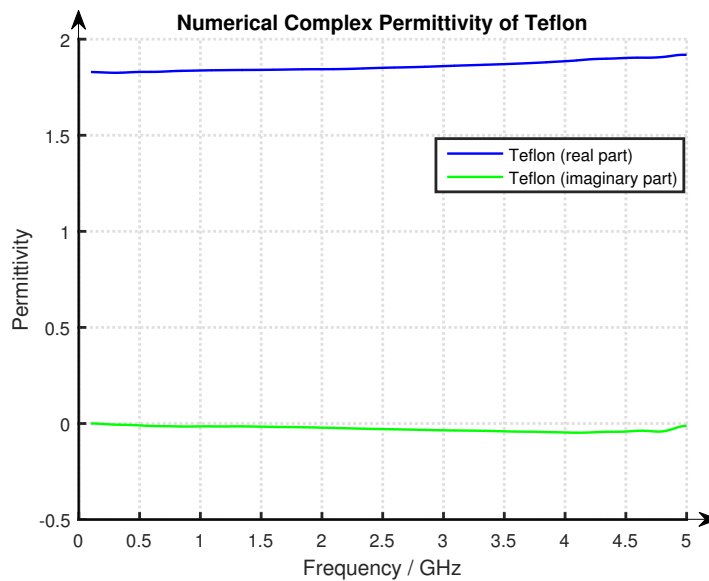 Numerical Complex Permittivity of Teflon
2
1.5
1
0.5
0
-0.5
Permittivity
Teflon (real part)
Teflon (imaginary part)
0 0.5 1 1.5 2 2.5 3 3.5 4 4.5 5
Frequency / GHz